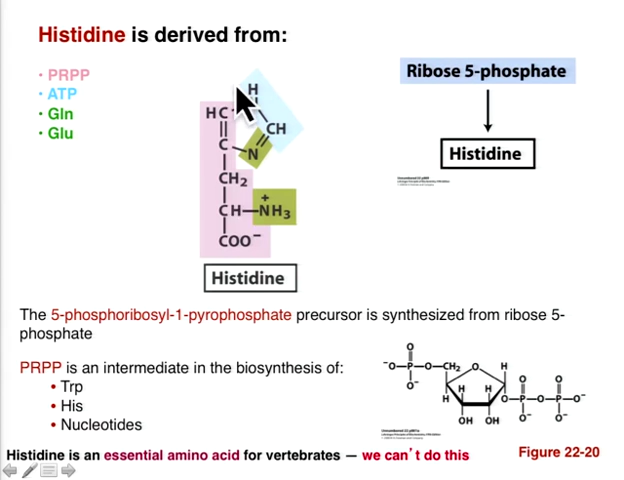 Histidine is derived from:
• PRPP
• ATP
• Gln
• Glu
H
HC
CH
C
N
CH2
+
CH—NH3
COO−
Histidine
Ribose 5-phosphate
Histidine
The 5-phosphoribosyl-1-pyrophosphate precursor is synthesized from ribose 5-
phosphate
PRPP is an intermediate in the biosynthesis of:
• Trp
• His
• Nucleotides
O
−O—P—O—CH2 O H
O−
H H H O O
H O—P—O—P—O−
OH OH O− O−
Histidine is an essential amino acid for vertebrates — we can't do this
Figure 22-20